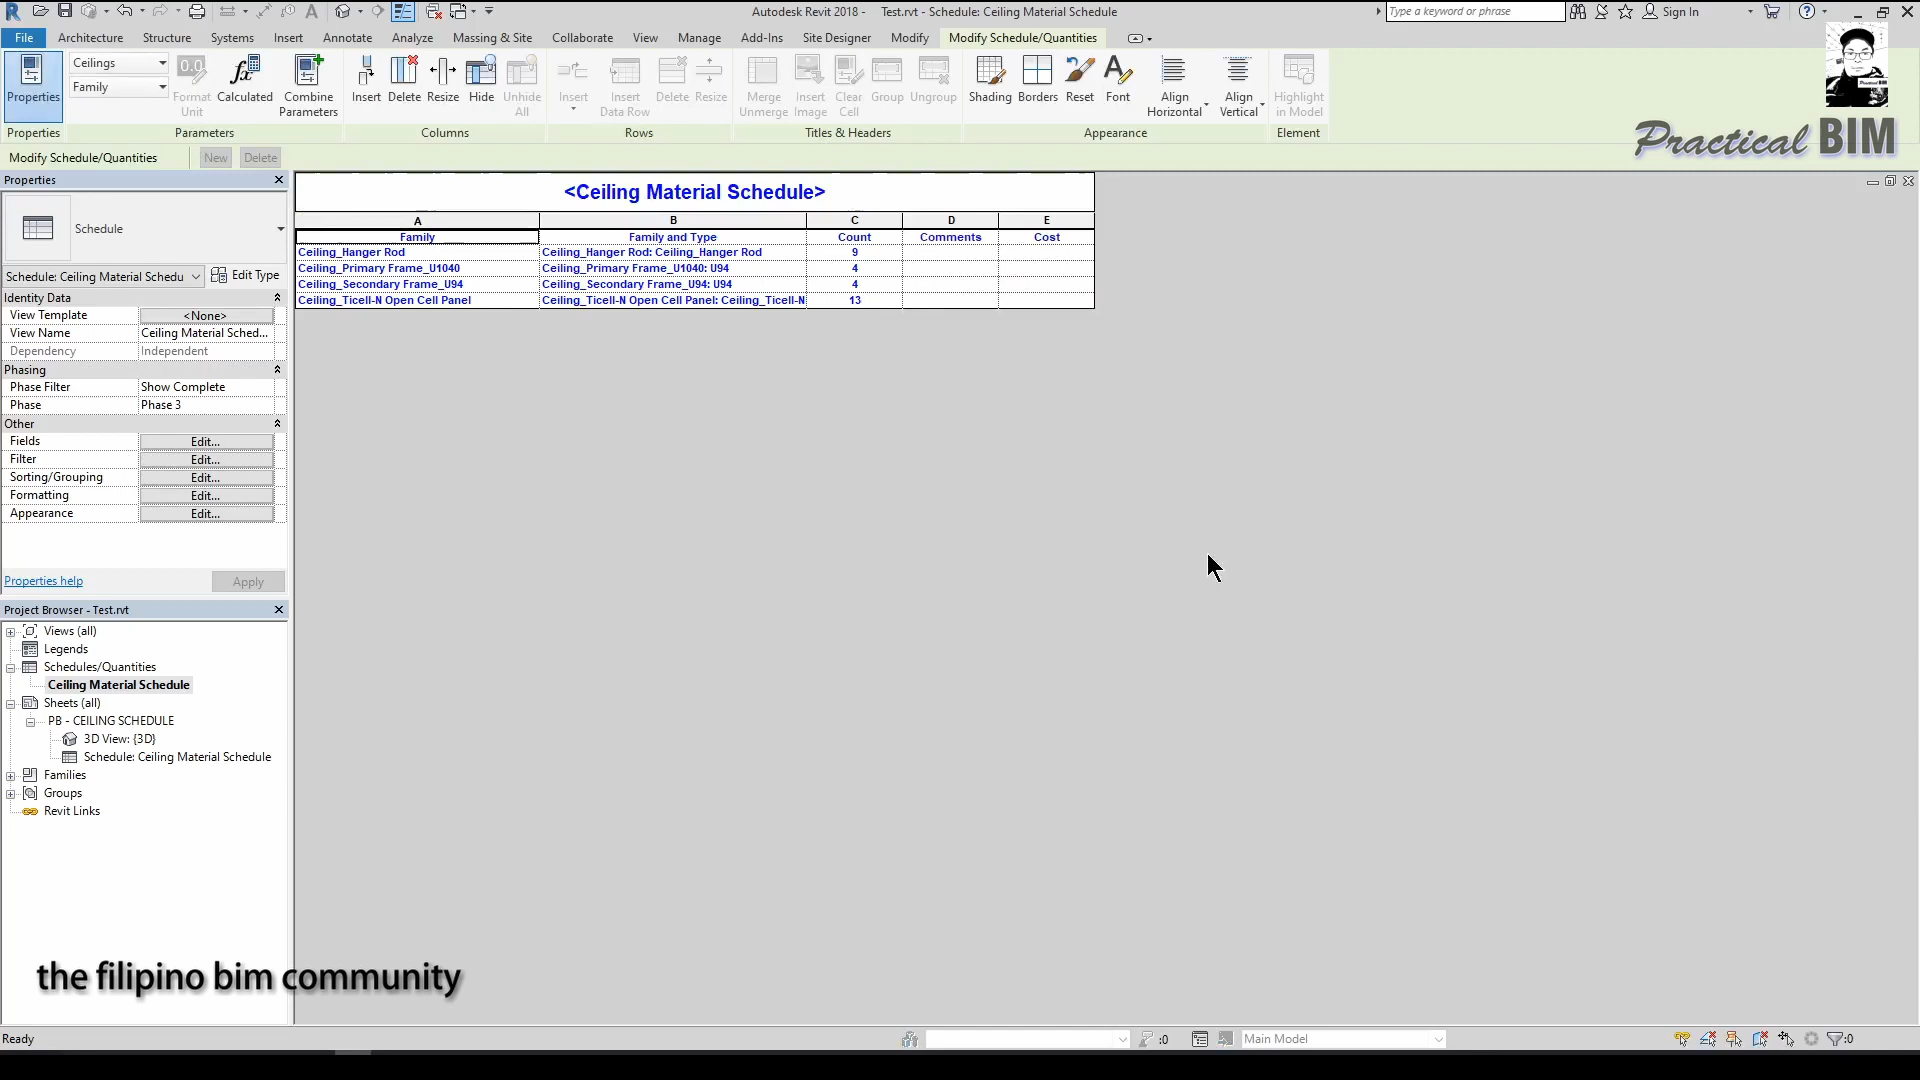 Autodesk Revit 2018 - Test.rvt - Schedule: Ceiling Material Schedule
Type a keyword or phrase
Sign In
File Architecture Structure Systems Insert Annotate Analyze Massing & Site Collaborate View Manage Add-Ins Site Designer Modify Modify Schedule/Quantities
Properties
Ceilings
Family
Format Unit
Calculated
Combine Parameters
Insert
Delete
Resize
Hide
Unhide All
Insert
Insert Data Row
Delete
Resize
Merge Unmerge
Insert Image
Clear Cell
Group
Ungroup
Shading
Borders
Reset
Font
Align Horizontal
Align Vertical
Highlight in Model
Properties Parameters Columns Rows Titles & Headers Appearance Element
Practical BIM
Modify Schedule/Quantities New Delete
Properties
Schedule
Schedule: Ceiling Material Schedu
Edit Type
Identity Data
View Template <None>
View Name Ceiling Material Sched...
Dependency Independent
Phasing
Phase Filter Show Complete
Phase Phase 3
Other
Fields Edit...
Filter Edit...
Sorting/Grouping Edit...
Formatting Edit...
Appearance Edit...
Properties help Apply
<Ceiling Material Schedule>
A B C D E
Family Family and Type Count Comments Cost
Ceiling_Hanger Rod Ceiling_Hanger Rod: Ceiling_Hanger Rod 9
Ceiling_Primary Frame_U1040 Ceiling_Primary Frame_U1040: U94 4
Ceiling_Secondary Frame_U94 Ceiling_Secondary Frame_U94: U94 4
Ceiling_Ticell-N Open Cell Panel Ceiling_Ticell-N Open Cell Panel: Ceiling_Ticell-N 13
Project Browser - Test.rvt
Views (all)
Legends
Schedules/Quantities
Ceiling Material Schedule
Sheets (all)
PB - CEILING SCHEDULE
3D View: {3D}
Schedule: Ceiling Material Schedule
Families
Groups
Revit Links
the filipino bim community
Ready
:0
Main Model
:0